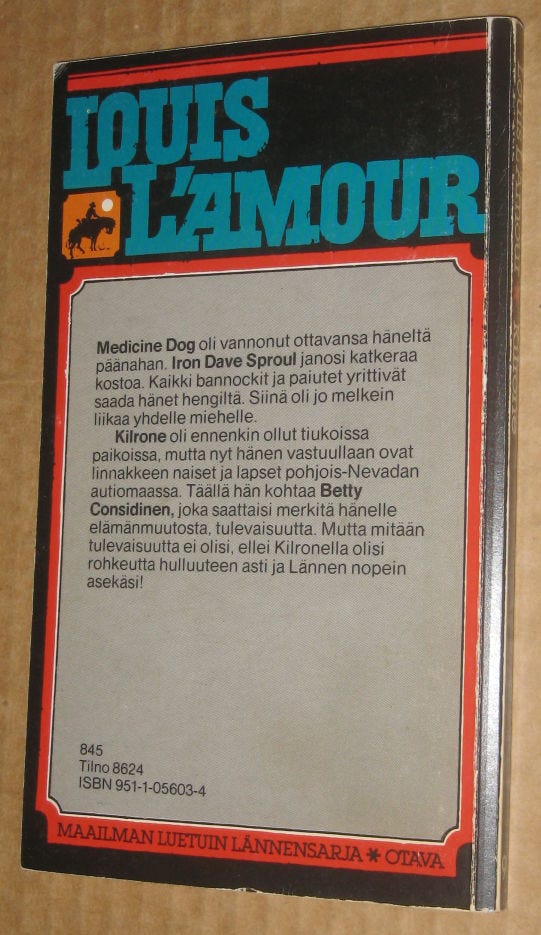 LOUIS
L'AMOUR
Medicine Dog oli vannonut ottavansa häneltä
päänahan. Iron Dave Sproul janosi katkeraa
kostoa. Kaikki bannockit ja paiutet yrittivät
saada hänet hengiltä. Siinä oli jo melkein
liikaa yhdelle miehelle.
Kilrone oli ennenkin ollut tiukoissa
paikoissa, mutta nyt hänen vastuullaan ovat
linnakkeen naiset ja lapset pohjois-Nevadan
autiomaassa. Täällä hän kohtaa Betty
Considinen, joka saattaisi merkitä hänelle
elämänmuutosta, tulevaisuutta. Mutta mitään
tulevaisuutta ei olisi, ellei Kilronella olisi
rohkeutta hulluuteen asti ja Lännen nopein
asekäsi!
845
Tilno 8624
ISBN 951-1-05603-4
MAAILMAN LUETUIN LÄNNENSARJA * OTAVA